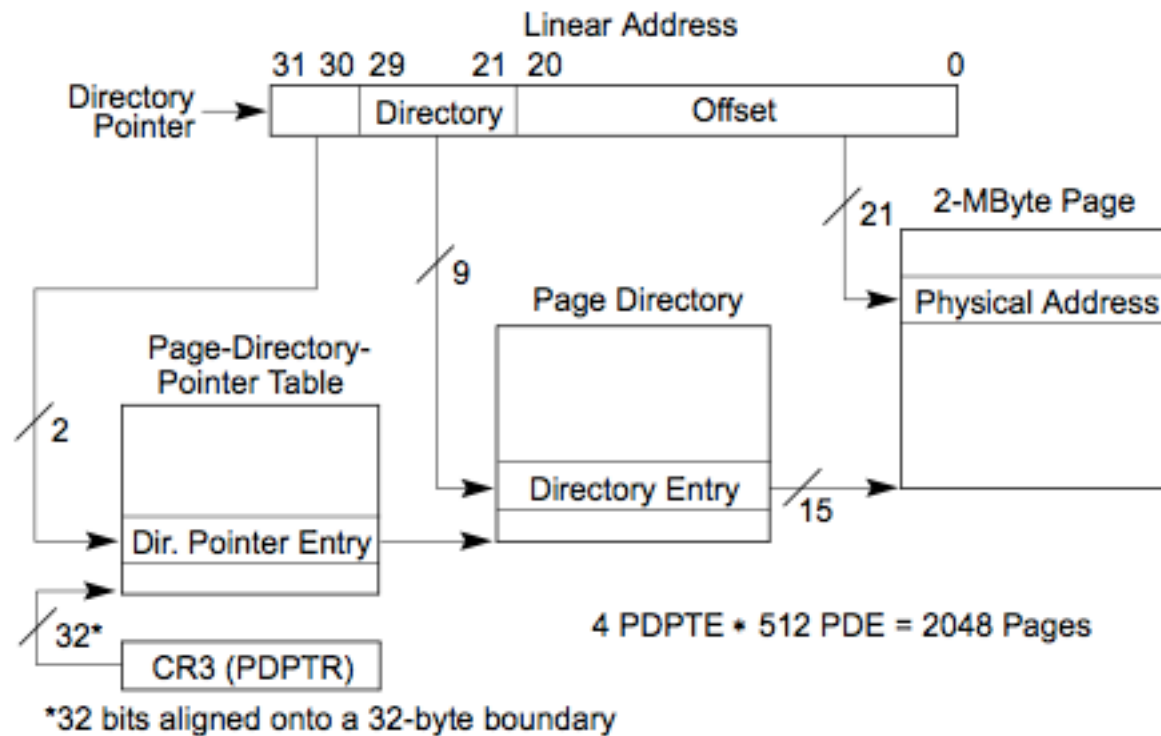 Linear Address
31 30 29 21 20 0
Directory
Pointer
Directory
Offset
21
2-MByte Page
9
Page Directory
Physical Address
Page-Directory-
Pointer Table
2
Directory Entry
15
Dir. Pointer Entry
32*
4 PDPTE * 512 PDE = 2048 Pages
CR3 (PDPTR)
*32 bits aligned onto a 32-byte boundary